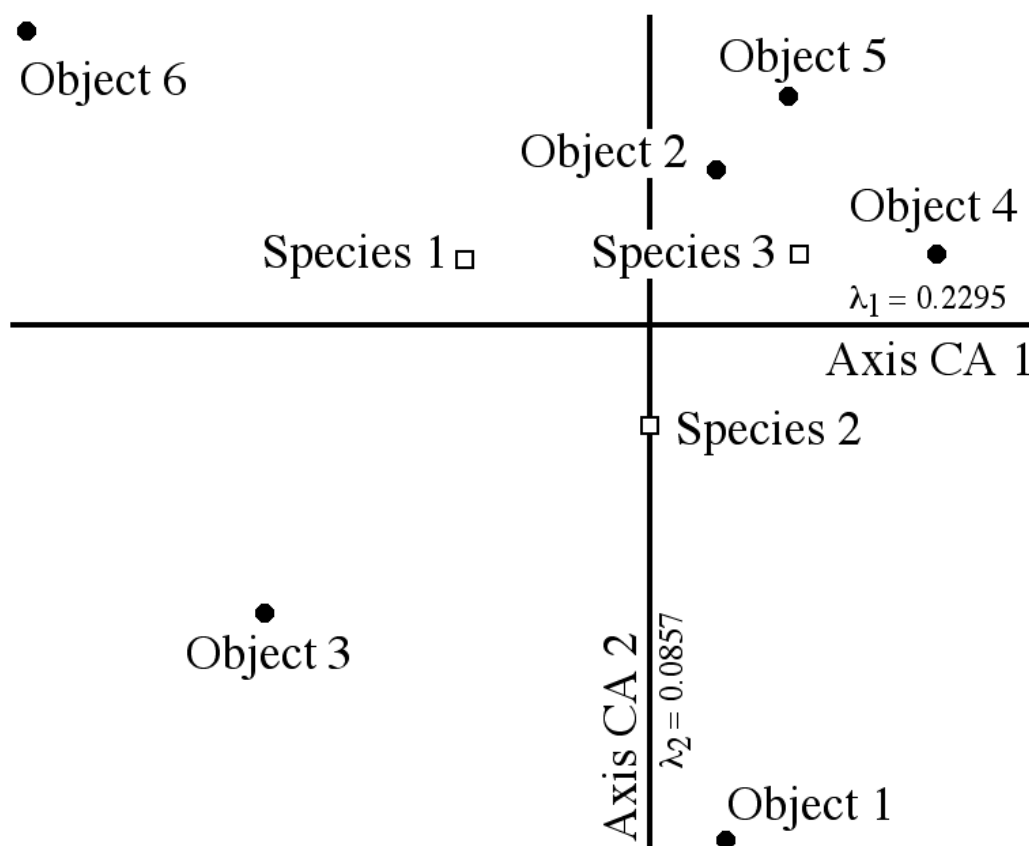 Object 6
Object 5
Object 2
Object 4
Species 1
Species 3
λ1 = 0.2295
Axis CA 1
Species 2
Object 3
Axis CA 2
λ2 = 0.0857
Object 1